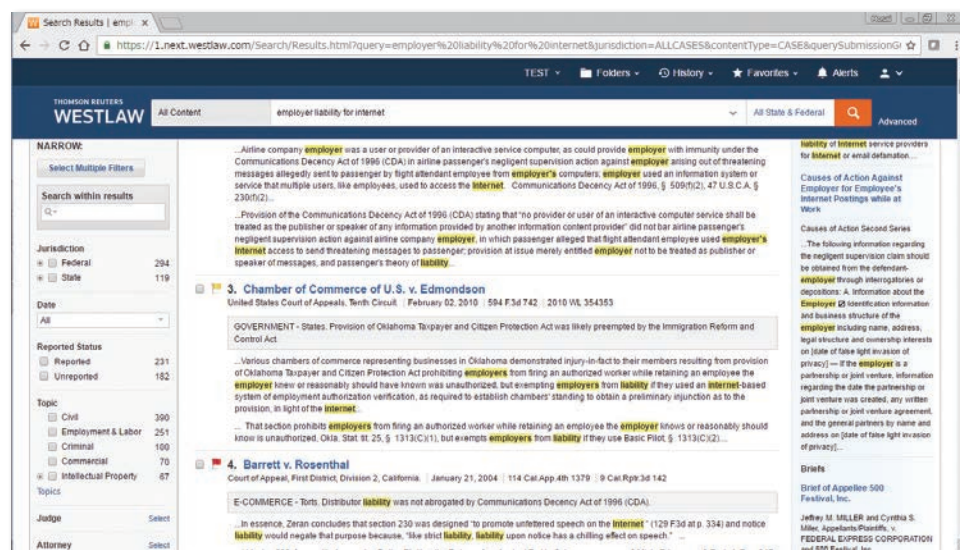 Search Results | empl
https://1.next.westlaw.com/Search/Results.html?query=employer%20liability%20for%20internet&jurisdiction=ALLCASES&contentType=CASE&querySubmissionG
TEST Folders History Favorites Alerts
THOMSON REUTERS
WESTLAW
All Content employer liability for internet All State & Federal Advanced
NARROW:
Select Multiple Filters
Search within results
Jurisdiction
Federal 294
State 119
Date
All
Reported Status
Reported 231
Unreported 182
Topic
Civil 390
Employment & Labor 251
Criminal 100
Commercial 70
Intellectual Property 67
Topics
Judge Select
Attorney Select
...Airline company employer was a user or provider of an interactive service computer, as could provide employer with immunity under the
Communications Decency Act of 1996 (CDA) in airline passenger's negligent supervision action against employer arising out of threatening
messages allegedly sent to passenger by flight attendant employee from employer's computers; employer used an information system or
service that multiple users, like employees, used to access the Internet. Communications Decency Act of 1996, § 509(f)(2), 47 U.S.C.A. §
230(f)(2)...
...Provision of the Communications Decency Act of 1996 (CDA) stating that "no provider or user of an interactive computer service shall be
treated as the publisher or speaker of any information provided by another information content provider" did not bar airline passenger's
negligent supervision action against airline company employer, in which passenger alleged that flight attendant employee used employer's
Internet access to send threatening messages to passenger; provision at issue merely entitled employer not to be treated as publisher or
speaker of messages, and passenger's theory of liability...
3. Chamber of Commerce of U.S. v. Edmondson
United States Court of Appeals, Tenth Circuit. February 02, 2010 594 F.3d 742 2010 WL 354353
GOVERNMENT - States. Provision of Oklahoma Taxpayer and Citizen Protection Act was likely preempted by the Immigration Reform and
Control Act.
...Various chambers of commerce representing businesses in Oklahoma demonstrated injury-in-fact to their members resulting from provision
of Oklahoma Taxpayer and Citizen Protection Act prohibiting employers from firing an authorized worker while retaining an employee the
employer knew or reasonably should have known was unauthorized, but exempting employers from liability if they used an internet-based
system of employment authorization verification, as required to establish chambers' standing to obtain a preliminary injunction as to the
provision, in light of the internet...
... That section prohibits employers from firing an authorized worker while retaining an employee the employer knows or reasonably should
know is unauthorized, Okla. Stat. tit. 25, § 1313(C)(1), but exempts employers from liability if they use Basic Pilot, § 1313(C)(2)...
4. Barrett v. Rosenthal
Court of Appeal, First District, Division 2, California. January 21, 2004 114 Cal.App.4th 1379 9 Cal.Rptr.3d 142
E-COMMERCE - Torts. Distributor liability was not abrogated by Communications Decency Act of 1996 (CDA).
...In essence, Zeran concludes that section 230 was designed "to promote unfettered speech on the Internet " (129 F3d at p. 334) and notice
liability would negate that purpose because, "like strict liability, liability upon notice has a chilling effect on speech." ...
liability of Internet service providers
for Internet or email defamation...
Causes of Action Against
Employer for Employee's
Internet Postings while at
Work
Causes of Action Second Series
...The following information regarding
the negligent supervision claim should
be obtained from the defendant-
employer through interrogatories or
depositions: A. Information about the
Employer Identification information
and business structure of the
employer including name, address,
legal structure and ownership interests
on [date of false light invasion of
privacy] — If the employer is a
partnership or joint venture, information
regarding the date the partnership or
joint venture was created, any written
partnership or joint venture agreement,
and the general partners by name and
address on [date of false light invasion
of privacy]...
Briefs
Brief of Appellee 500
Festival, Inc.
Jeffrey M. MILLER and Cynthia S.
Miller, Appellants/Plaintiffs, v.
FEDERAL EXPRESS CORPORATION
and 500 Festival, Inc.